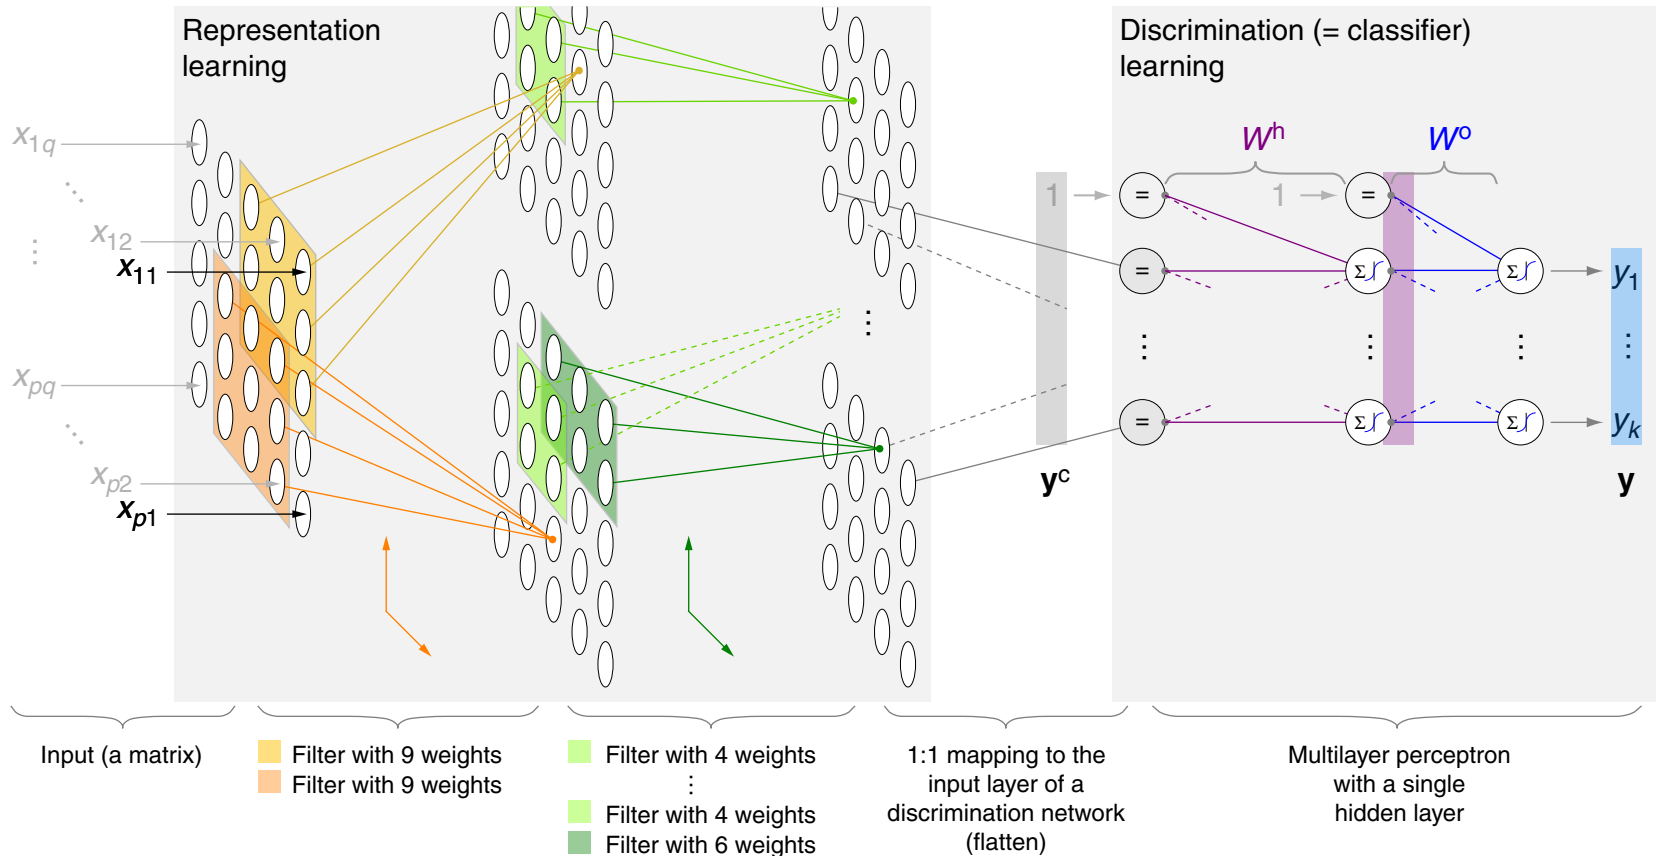 Representation
learning
Discrimination (= classifier)
learning
x1q
⋱
⋮
x12
x11
xpq
⋱
xp2
xp1
⋮
1
yc
Wh
Wo
=
1
=
=
Σ
Σ
y1
⋮
⋮
⋮
⋮
=
Σ
Σ
yk
y
Input (a matrix)
Filter with 9 weights
Filter with 9 weights
Filter with 4 weights
⋮
Filter with 4 weights
Filter with 6 weights
1:1 mapping to the
input layer of a
discrimination network
(flatten)
Multilayer perceptron
with a single
hidden layer